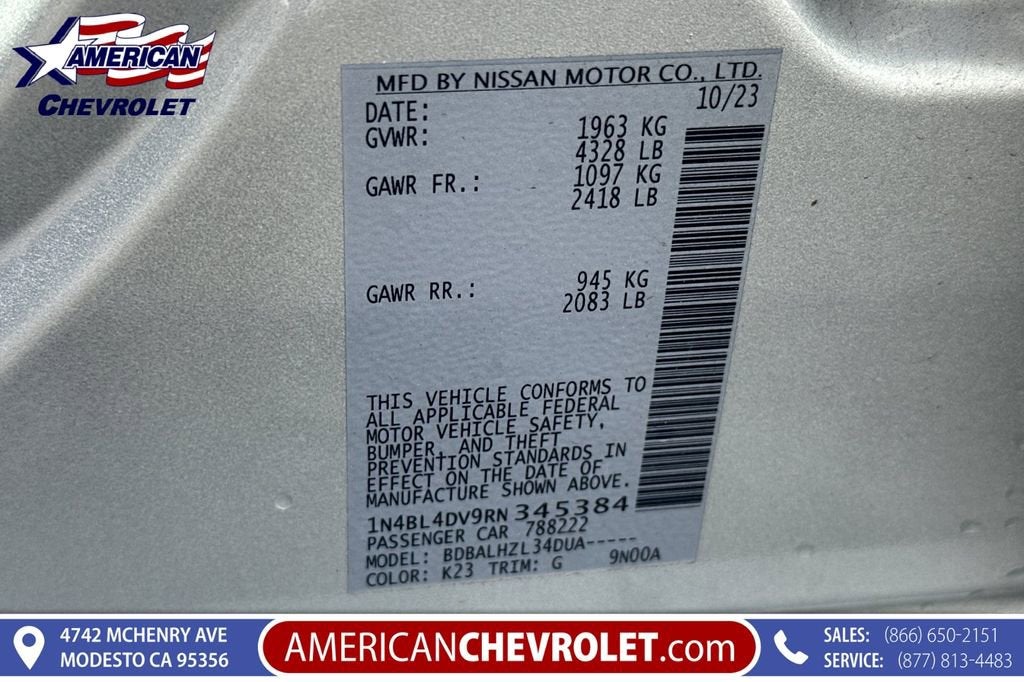 AMERICAN
CHEVROLET
MFD BY NISSAN MOTOR CO., LTD.
DATE: 10/23
GVWR: 1963 KG
4328 LB
GAWR FR.: 1097 KG
2418 LB
GAWR RR.: 945 KG
2083 LB
THIS VEHICLE CONFORMS TO
ALL APPLICABLE FEDERAL
MOTOR VEHICLE SAFETY,
BUMPER, AND THEFT
PREVENTION STANDARDS IN
EFFECT ON THE DATE OF
MANUFACTURE SHOWN ABOVE.
1N4BL4DV9RN345384
PASSENGER CAR 788222
MODEL: BDBALHZL34DUA-----
COLOR: K23 TRIM: G 9N00A
4742 MCHENRY AVE
MODESTO CA 95356
AMERICANCHEVROLET.com
SALES: (866) 650-2151
SERVICE: (877) 813-4483